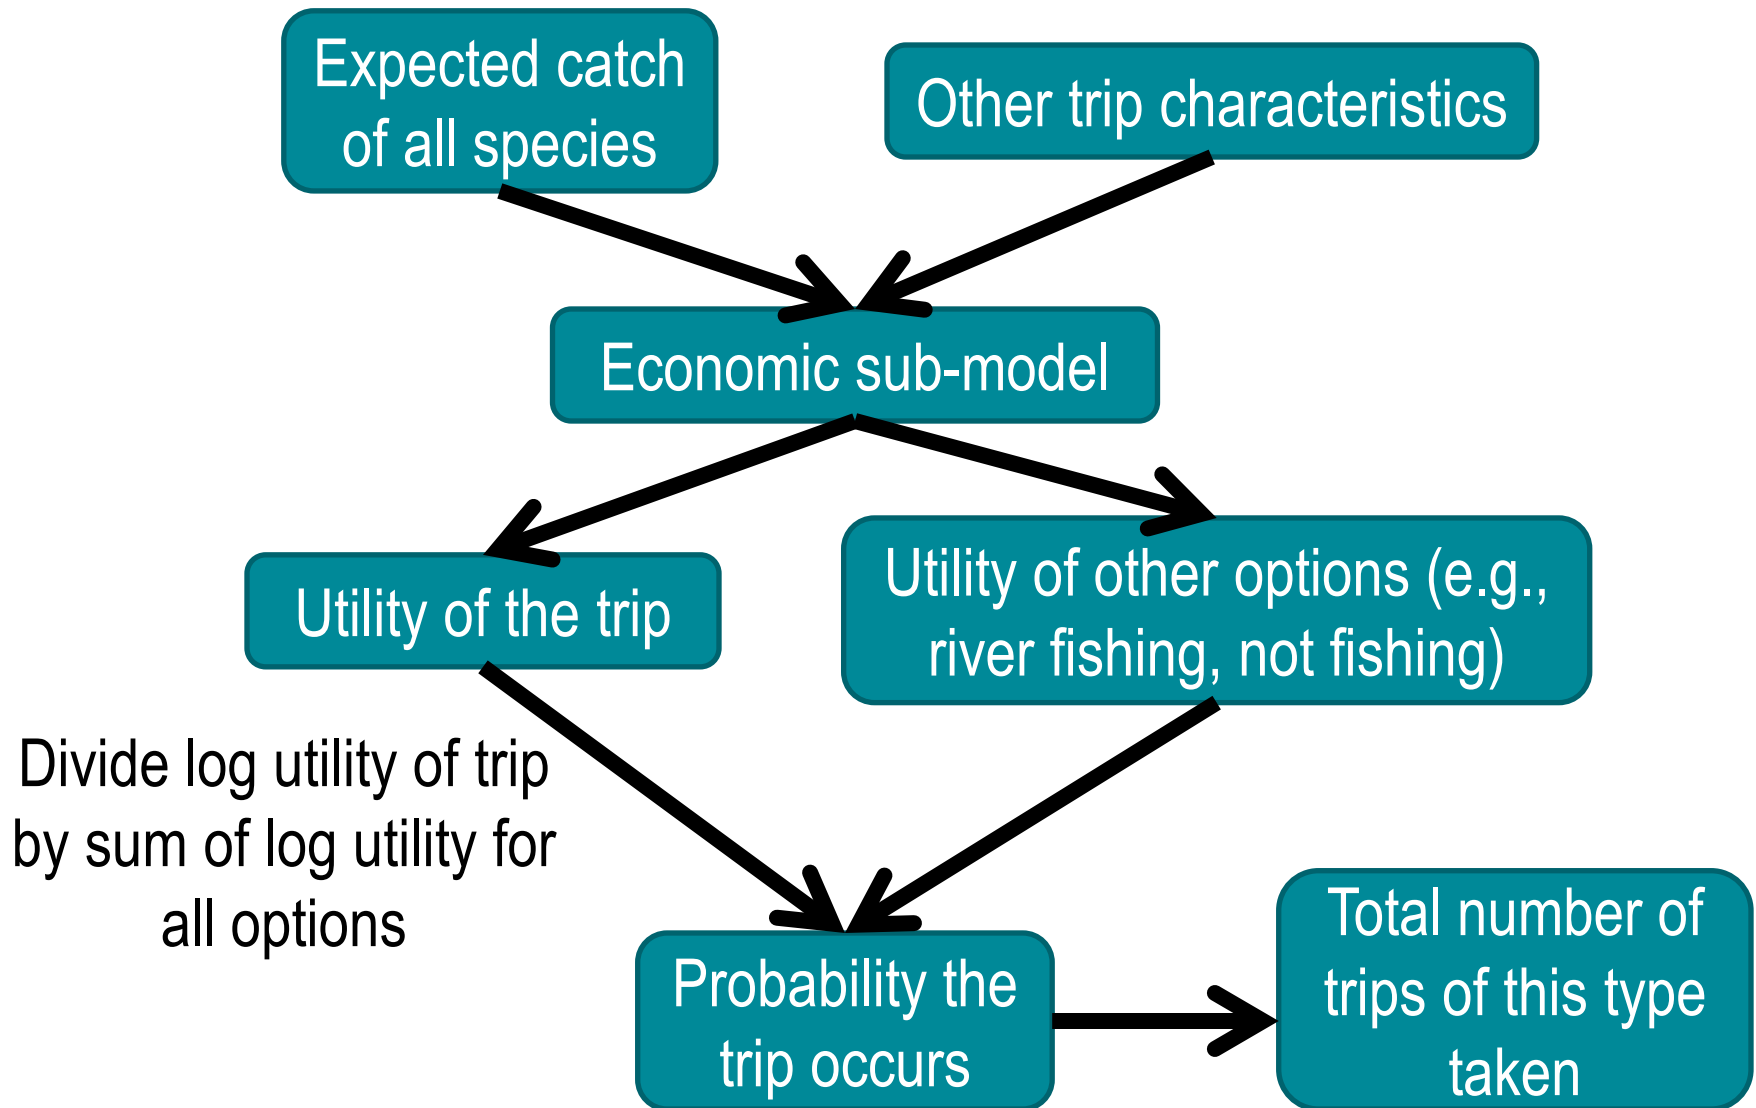 Expected catch
of all species
Other trip characteristics
Economic sub-model
Utility of the trip
Utility of other options (e.g.,
river fishing, not fishing)
Divide log utility of trip
by sum of log utility for
all options
Probability the
trip occurs
Total number of
trips of this type
taken